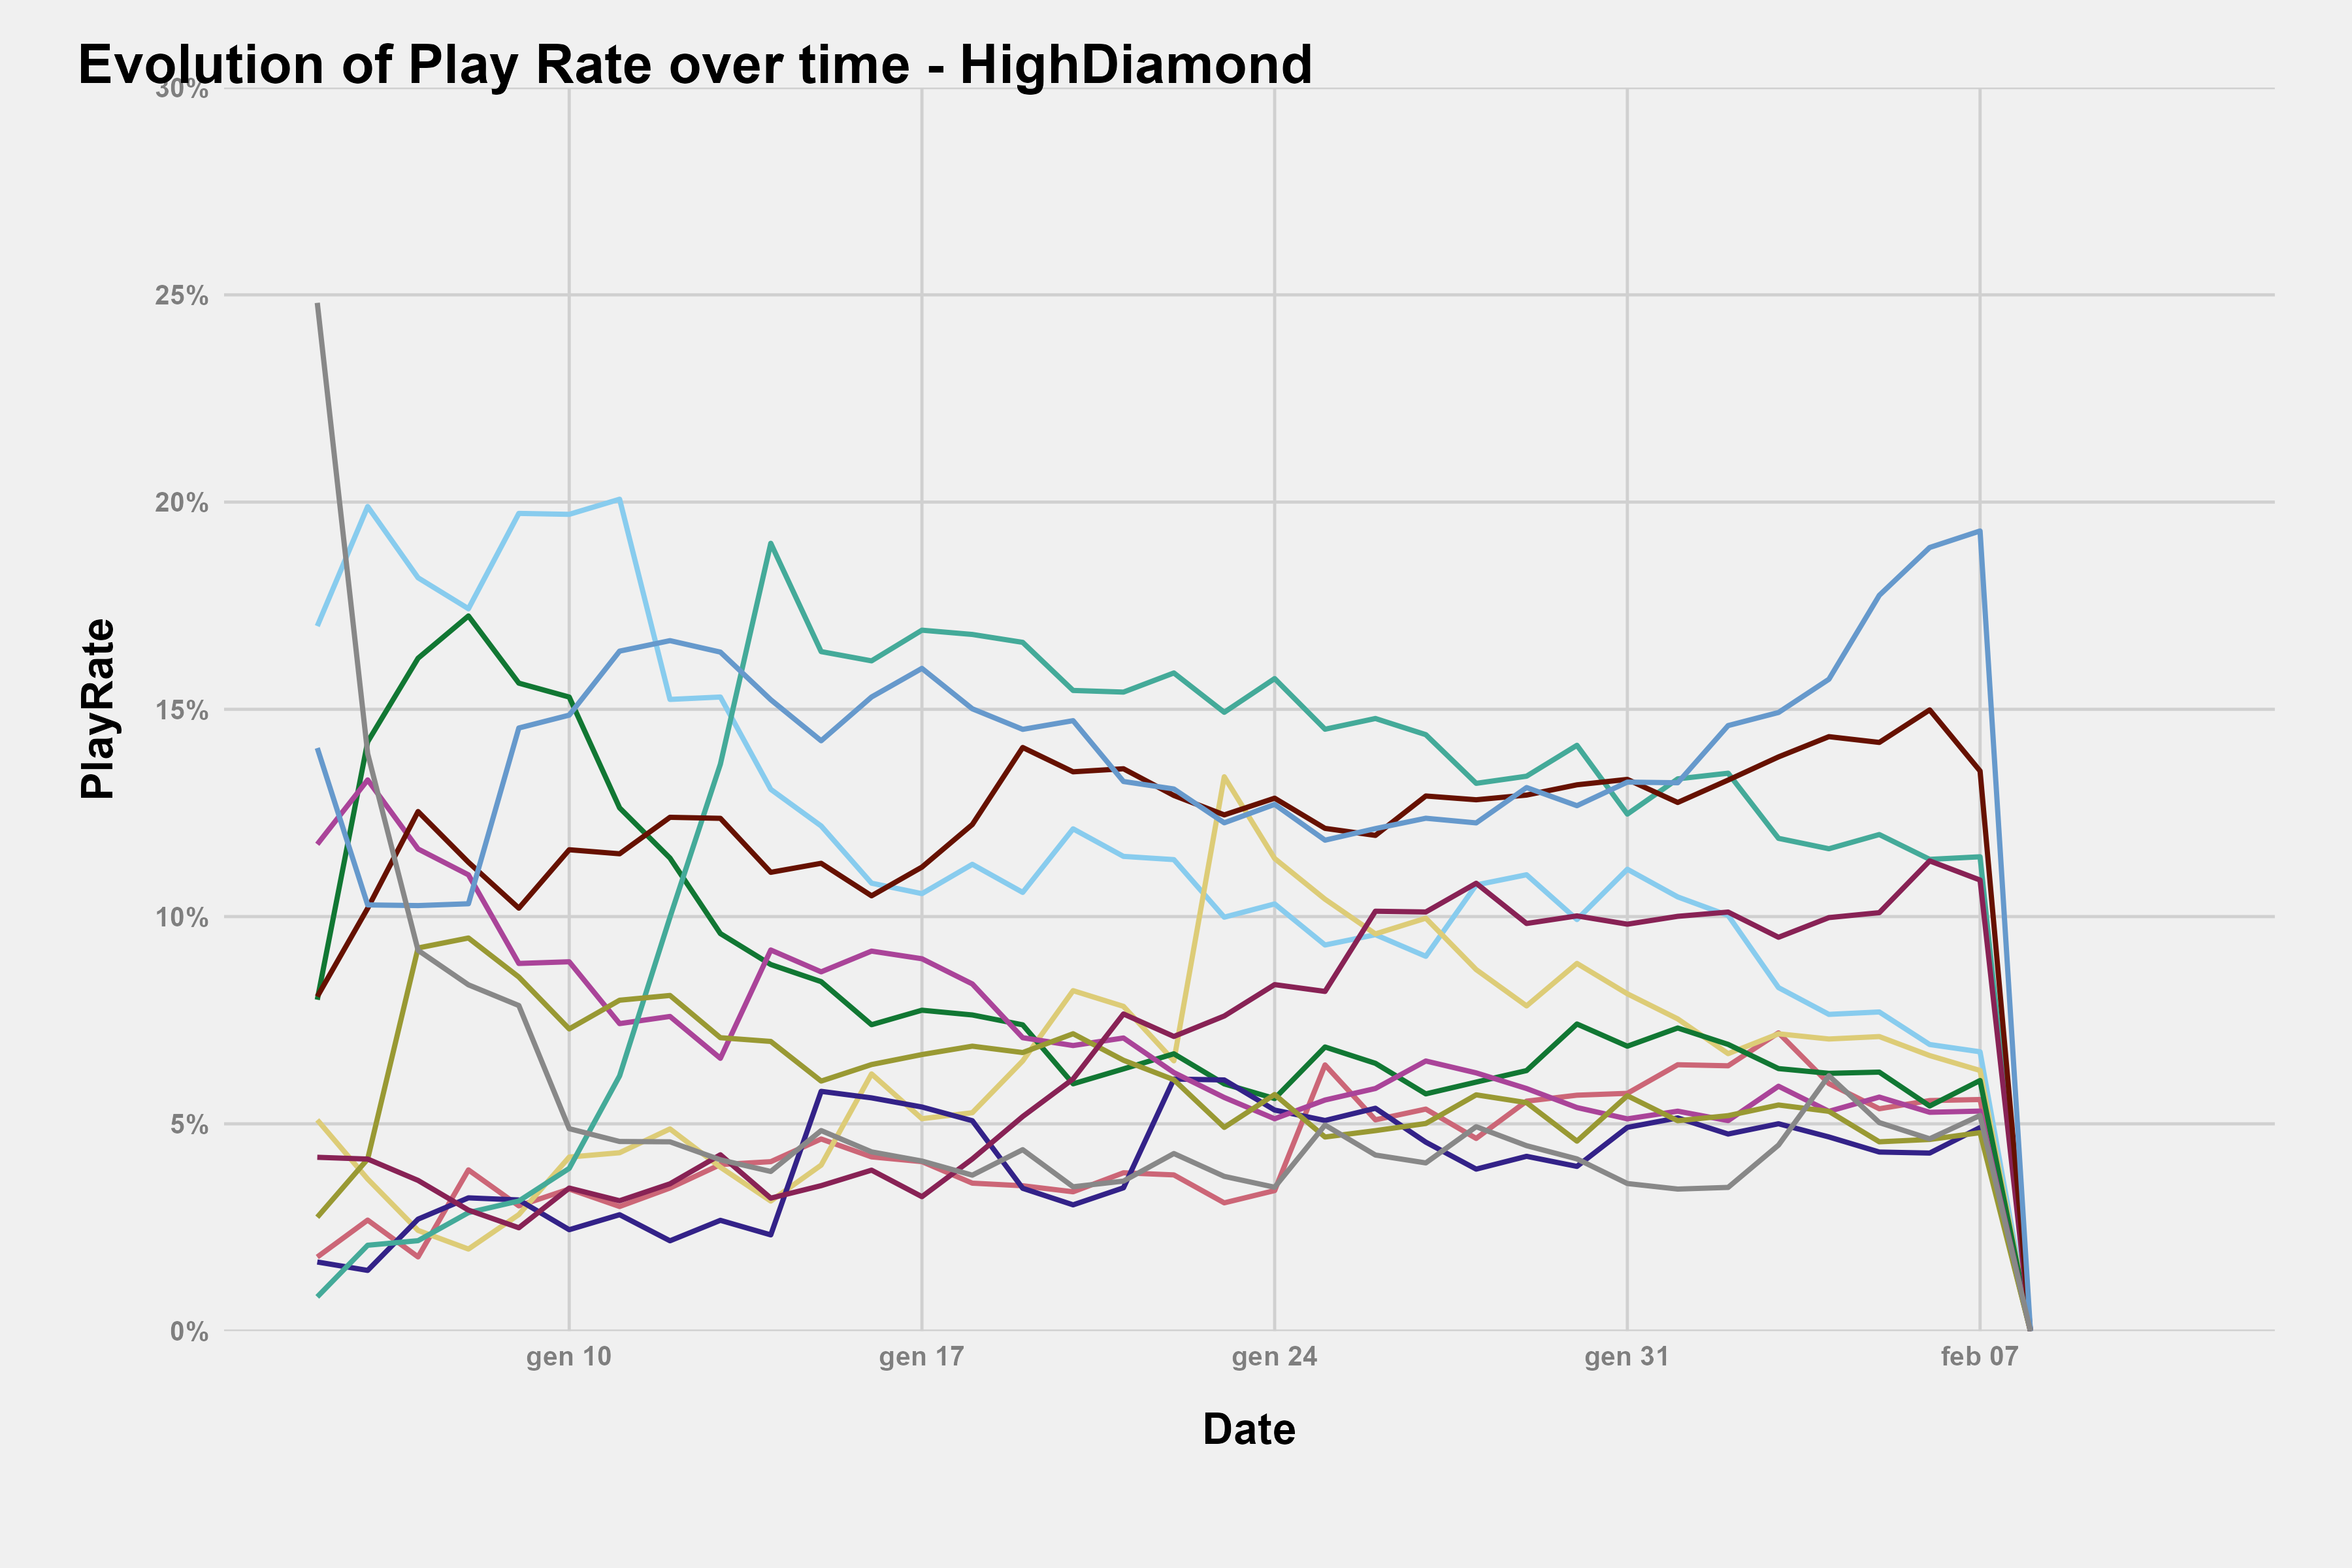 Evolution of Play Rate over time - HighDiamond
30%
25%
20%
15%
10%
5%
0%
PlayRate
gen 10 gen 17 gen 24 gen 31 feb 07
Date